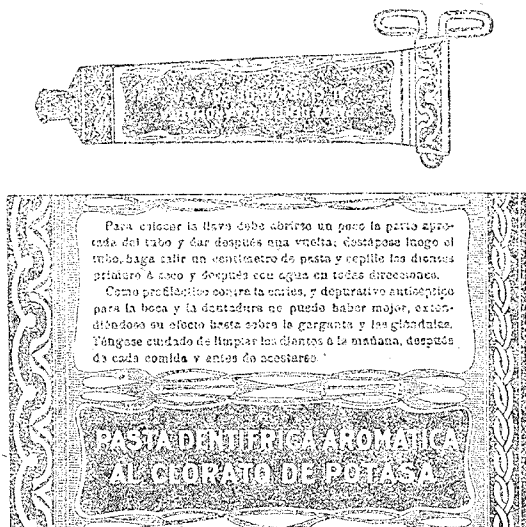 Para colocar la llave debe abrirse un poco la parte apre-
tada del tubo y dar después una vuelta; destápese luego el
tubo, haga salir un centímetro de pasta y cepille los dientes
primero á seco y después con agua en todas direcciones.
Como profiláctico contra la caries, y depurativo antiséptico
para la boca y la dentadura no puede haber mejor, exten-
diéndose su efecto hasta sobre la garganta y las glándulas.
Téngase cuidado de limpiar los dientes á la mañana, después
de cada comida y antes de acostarse.
PASTA DENTIFRICA AROMÁTICA
AL CLORATO DE POTASA